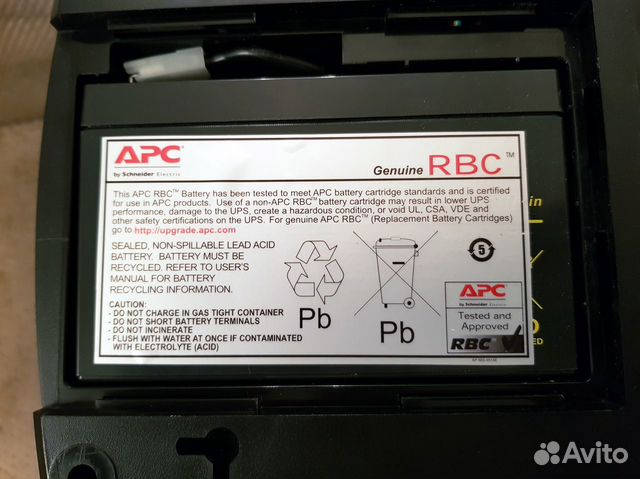 APC
by Schneider Electric
Genuine RBC™
This APC RBC™ Battery has been tested to meet APC battery cartridge standards and is certified
for use in APC products. Use of a non-APC RBC™ battery cartridge may result in lower UPS
performance, damage to the UPS, create a hazardous condition, or void UL, CSA, VDE and
other safety certifications on the UPS. For genuine APC RBC™ (Replacement Battery Cartridges)
go to http://upgrade.apc.com
SEALED, NON-SPILLABLE LEAD ACID
BATTERY. BATTERY MUST BE
RECYCLED. REFER TO USER'S
MANUAL FOR BATTERY
RECYCLING INFORMATION.
CAUTION:
- DO NOT CHARGE IN GAS TIGHT CONTAINER
- DO NOT SHORT BATTERY TERMINALS
- DO NOT INCINERATE
- FLUSH WITH WATER AT ONCE IF CONTAMINATED
WITH ELECTROLYTE (ACID)
Pb
Pb
5
APC
by Schneider Electric
Tested and
Approved
RBC
in
ED
Avito